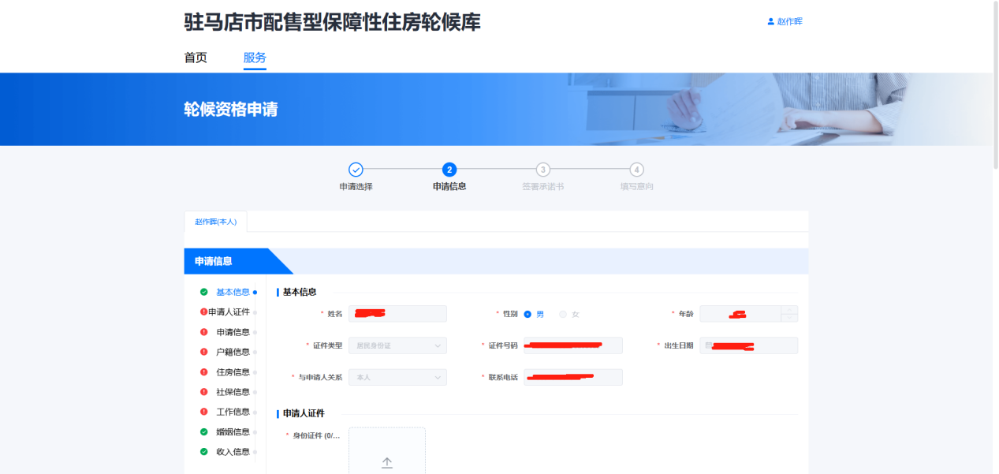 驻马店市配售型保障性住房轮候库
赵作晖
首页 服务
轮候资格申请
2 3 4
申请选择 申请信息 签署承诺书 填写意向
赵作晖(本人)
申请信息
基本信息
申请人证件
申请信息
户籍信息
住房信息
社保信息
工作信息
婚姻信息
收入信息
基本信息
* 姓名 * 性别 男 女 * 年龄
* 证件类型 居民身份证 * 证件号码 * 出生日期
* 与申请人关系 本人 * 联系电话
申请人证件
* 身份证件 (0/...